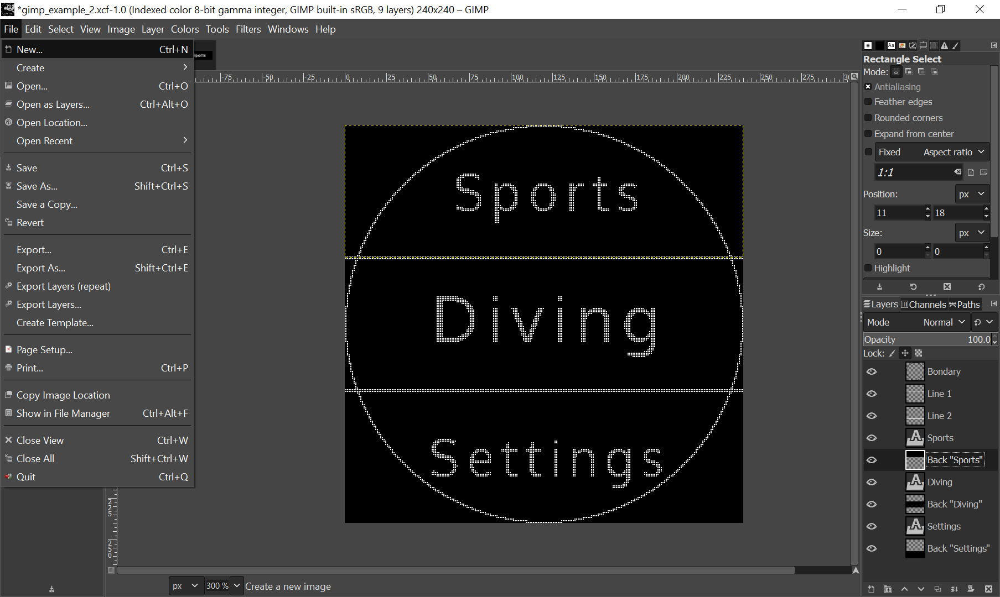 *gimp_example_2.xcf-1.0 (Indexed color 8-bit gamma integer, GIMP built-in sRGB, 9 layers) 240x240 – GIMP
File Edit Select View Image Layer Colors Tools Filters Windows Help
New... Ctrl+N
Create
Open... Ctrl+O
Open as Layers... Ctrl+Alt+O
Open Location...
Open Recent
Save Ctrl+S
Save As... Shift+Ctrl+S
Save a Copy...
Revert
Export... Ctrl+E
Export As... Shift+Ctrl+E
Export Layers (repeat)
Export Layers...
Create Template...
Page Setup...
Print... Ctrl+P
Copy Image Location
Show in File Manager Ctrl+Alt+F
Close View Ctrl+W
Close All Shift+Ctrl+W
Quit Ctrl+Q
Sports
-75 -50 -25 0 25 50 75 100 125 150 175 200 225 250 275
Sports
Diving
Settings
225
250
px 300 % Create a new image
Rectangle Select
Mode:
Antialiasing
Feather edges
Rounded corners
Expand from center
Fixed Aspect ratio
1:1
Position: px
11 18
Size: px
0 0
Highlight
Layers Channels Paths
Mode Normal
Opacity 100.0
Lock:
Bondary
Line 1
Line 2
Sports
Back "Sports"
Diving
Back "Diving"
Settings
Back "Settings"